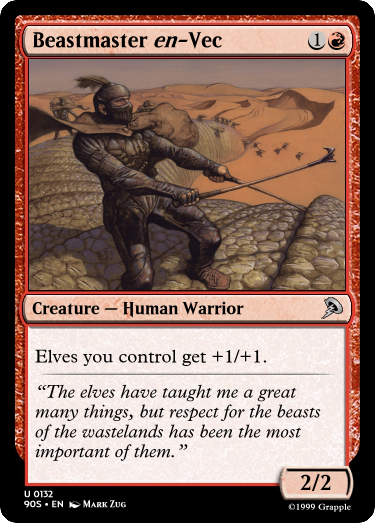 Beastmaster en-Vec 1
Creature — Human Warrior
Elves you control get +1/+1.
“The elves have taught me a great
many things, but respect for the beasts
of the wastelands has been the most
important of them.”
2/2
U 0132
90S • EN Mark Zug
©1999 Grapple